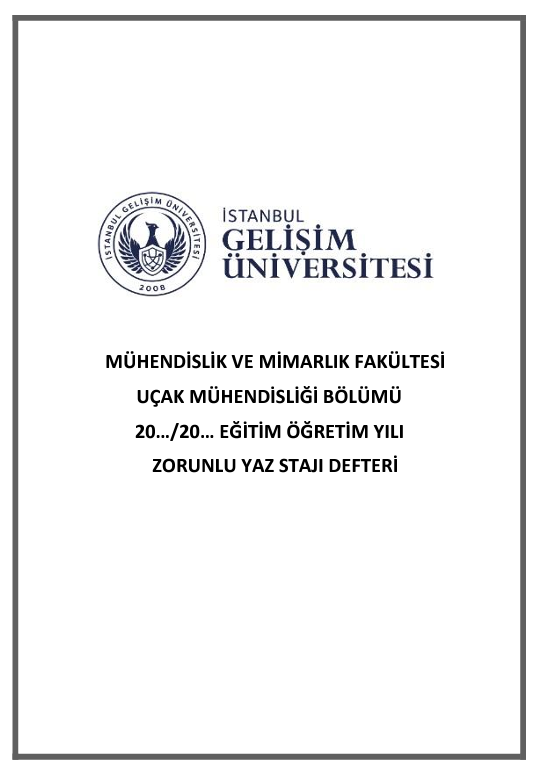 İSTANBUL GELİŞİM ÜNİVERSİTESİ
2008
İSTANBUL
GELİŞİM
ÜNİVERSİTESİ
MÜHENDİSLİK VE MİMARLIK FAKÜLTESİ
UÇAK MÜHENDİSLİĞİ BÖLÜMÜ
20…/20… EĞİTİM ÖĞRETİM YILI
ZORUNLU YAZ STAJI DEFTERİ